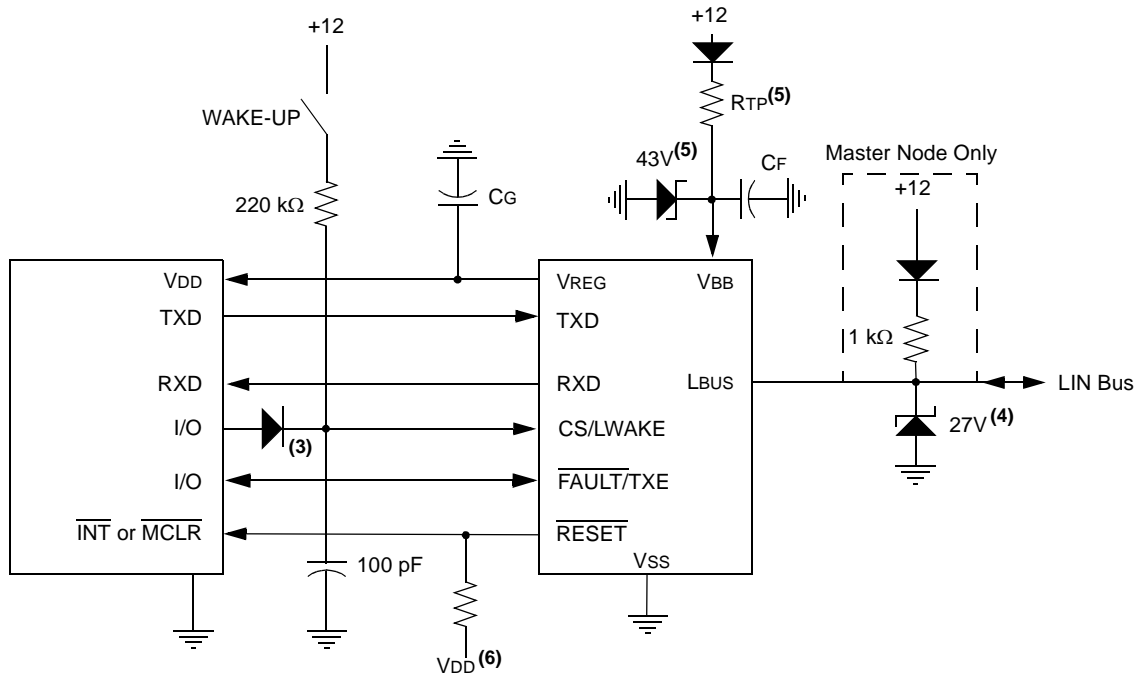 +12
+12
WAKE-UP
RTP(5)
43V(5)
CF
Master Node Only
+12
220 kΩ
CG
VDD
VREG
VBB
TXD
TXD
1 kΩ
RXD
RXD
LBUS
LIN Bus
I/O
(3)
CS/LWAKE
27V(4)
I/O
FAULT/TXE
INT or MCLR
RESET
VSS
100 pF
VDD(6)